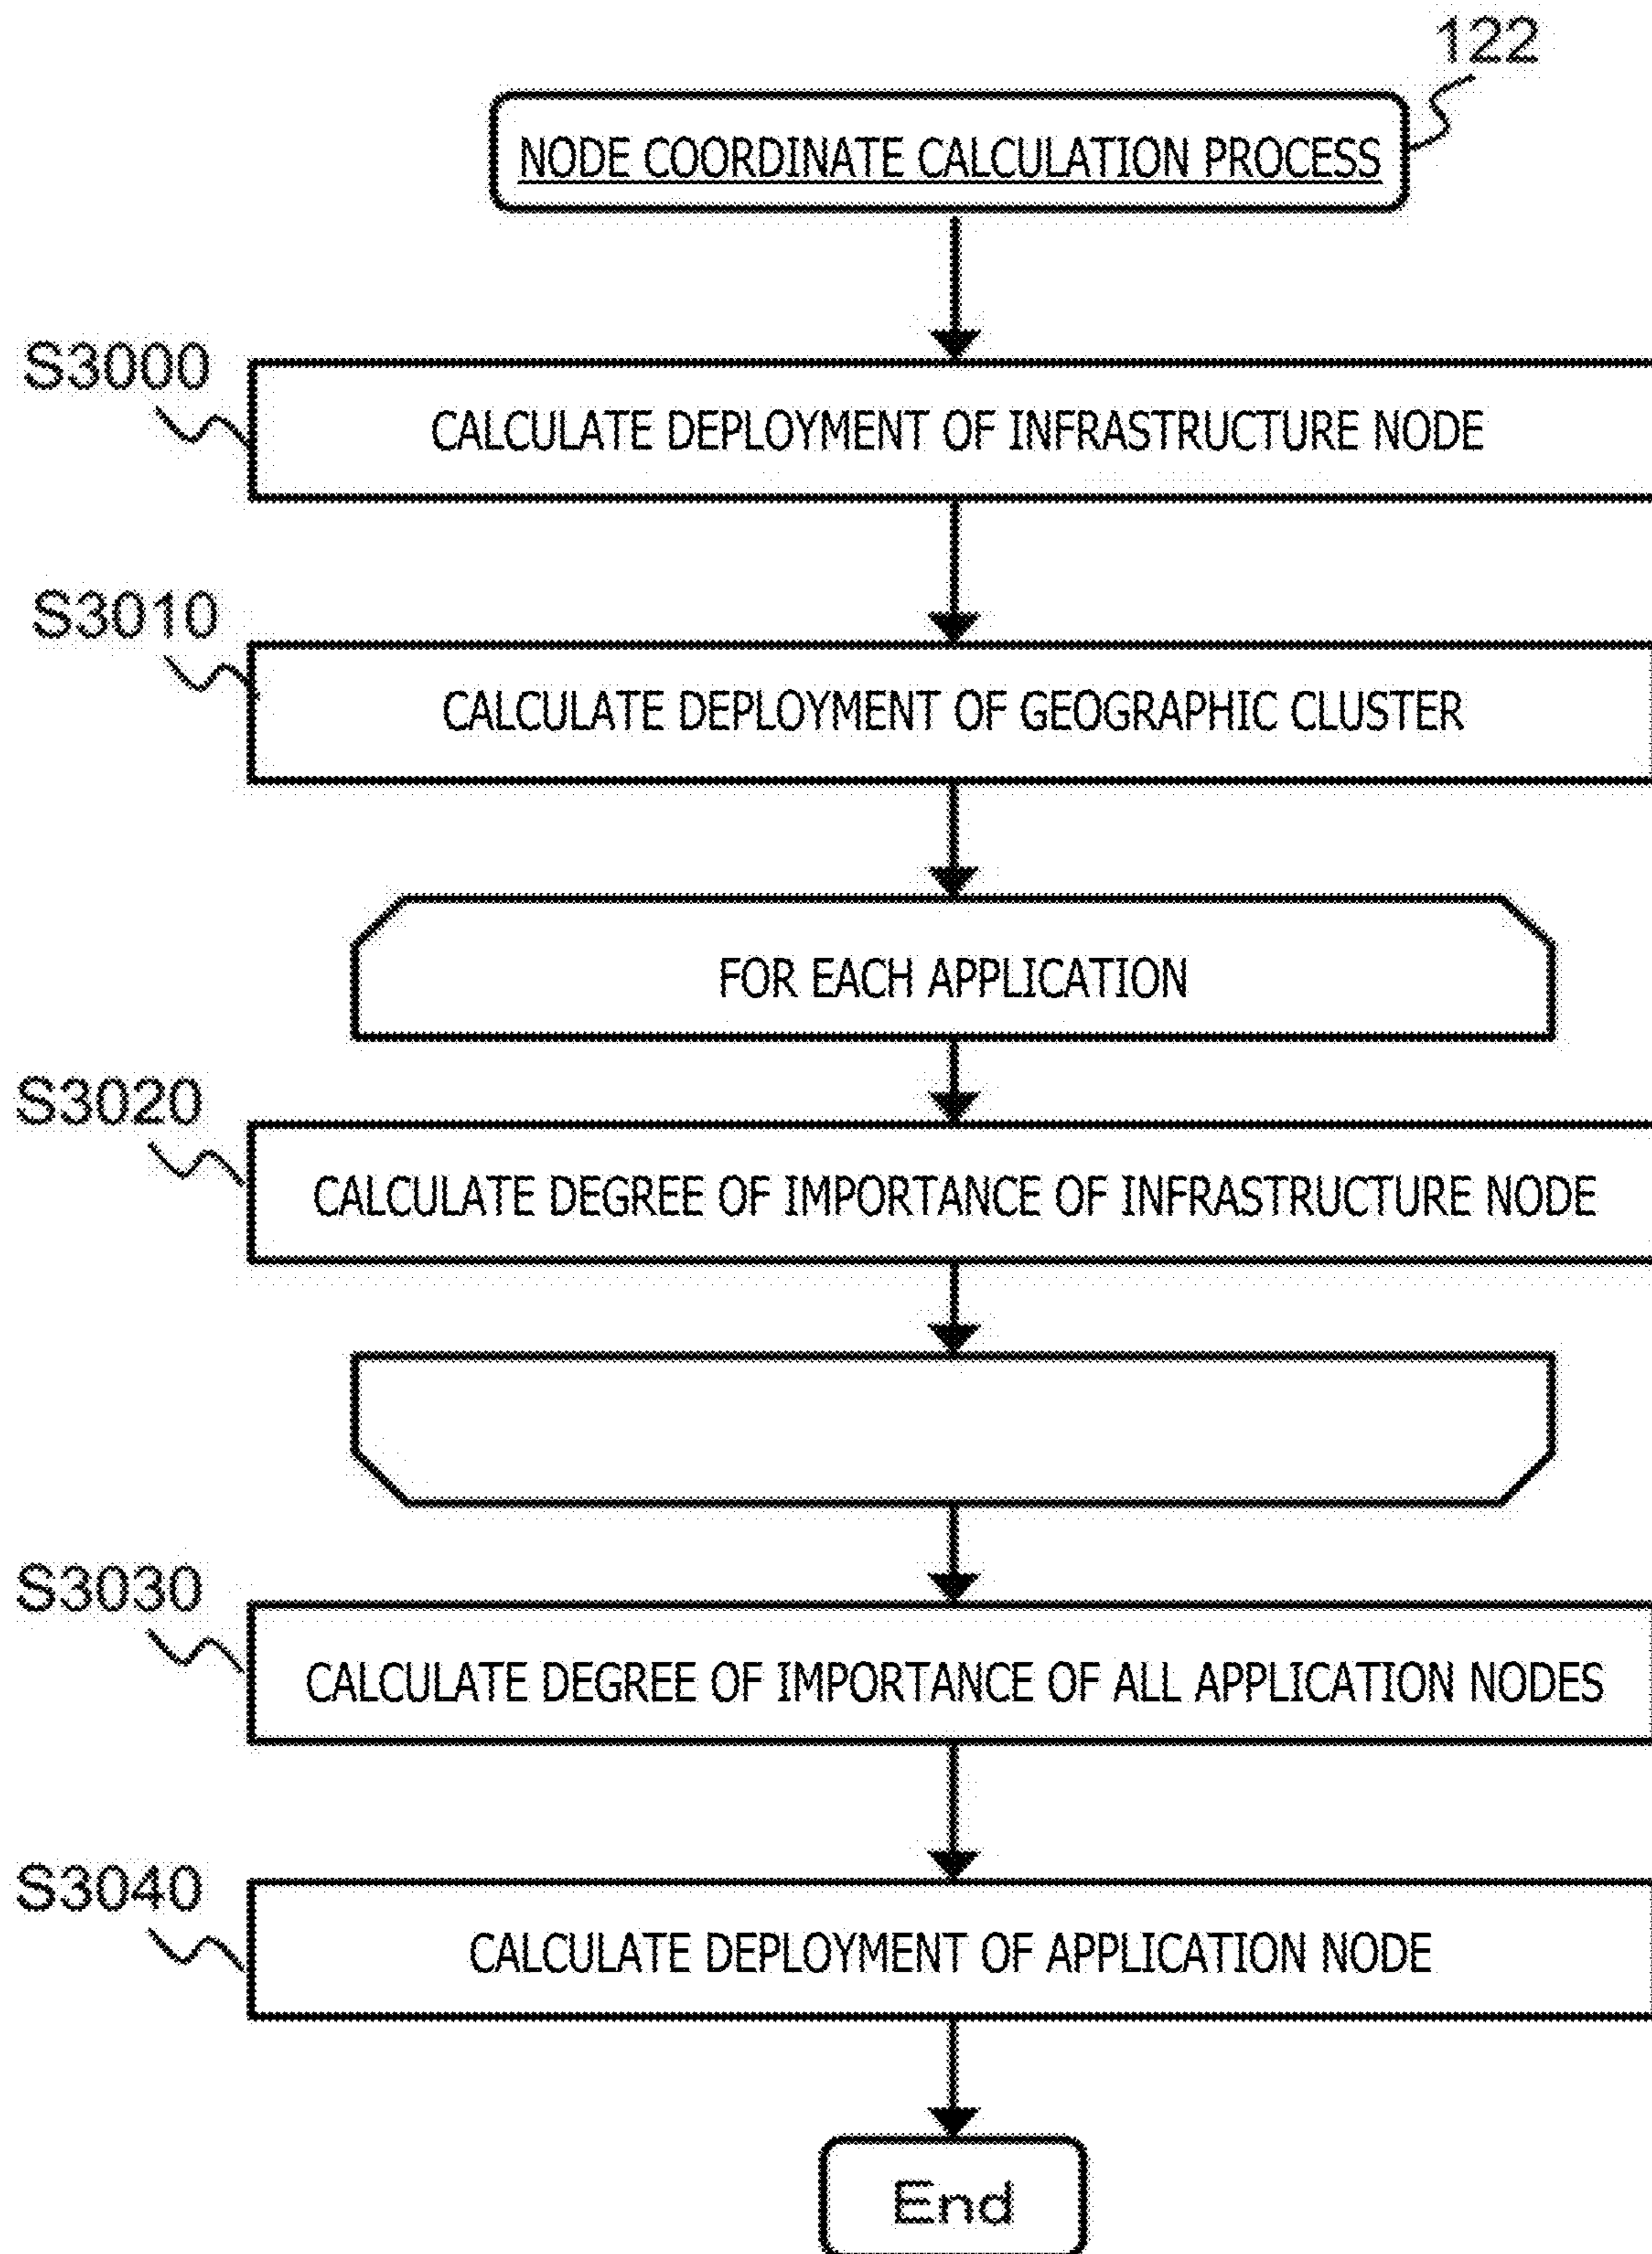 122
NODE COORDINATE CALCULATION PROCESS
S3000
CALCULATE DEPLOYMENT OF INFRASTRUCTURE NODE
S3010
CALCULATE DEPLOYMENT OF GEOGRAPHIC CLUSTER
FOR EACH APPLICATION
S3020
CALCULATE DEGREE OF IMPORTANCE OF INFRASTRUCTURE NODE
S3030
CALCULATE DEGREE OF IMPORTANCE OF ALL APPLICATION NODES
S3040
CALCULATE DEPLOYMENT OF APPLICATION NODE
End